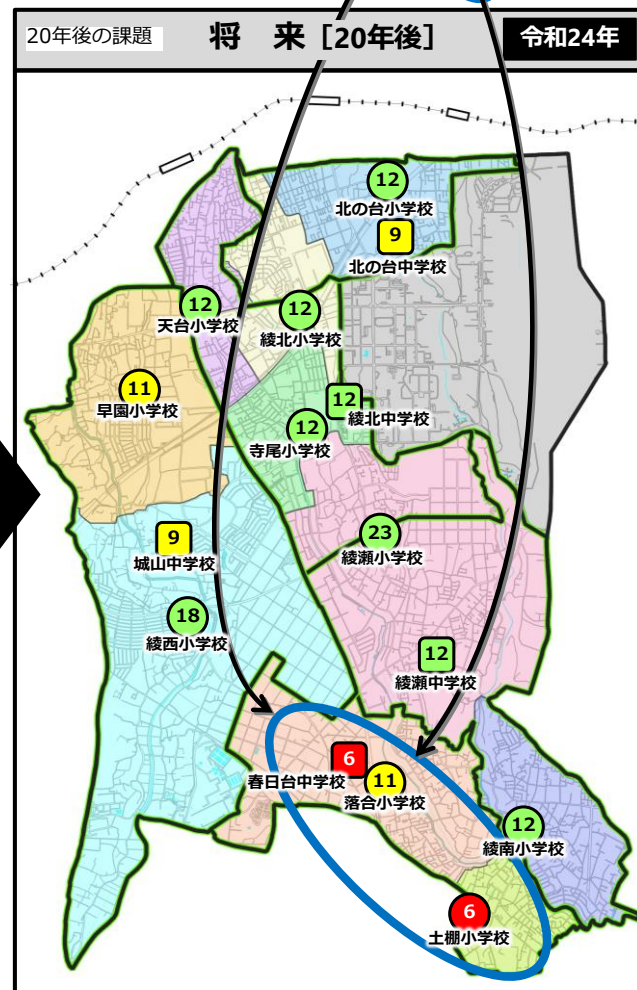 20年後の課題
将 来 [20年後]
令和24年
12
北の台小学校
9
北の台中学校
12
天台小学校
12
綾北小学校
11
早園小学校
12
綾北中学校
12
寺尾小学校
9
城山中学校
23
綾瀬小学校
18
綾西小学校
12
綾瀬中学校
6
春日台中学校
11
落合小学校
12
綾南小学校
6
土棚小学校